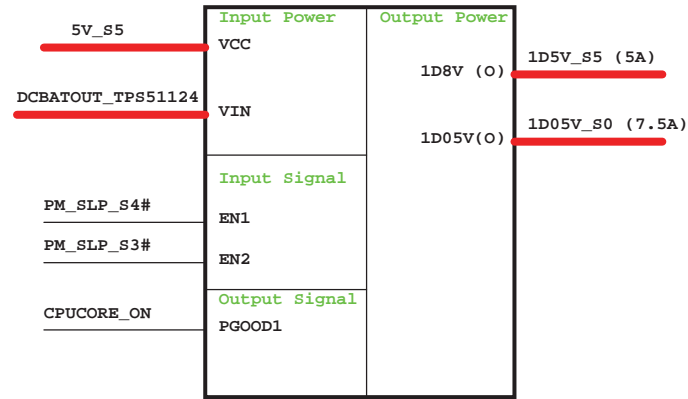 Input Power
Output Power
5V_S5
VCC
1D8V (O)
1D5V_S5 (5A)
DCBATOUT_TPS51124
VIN
1D05V(O)
1D05V_S0 (7.5A)
Input Signal
PM_SLP_S4#
EN1
PM_SLP_S3#
EN2
Output Signal
CPUCORE_ON
PGOOD1